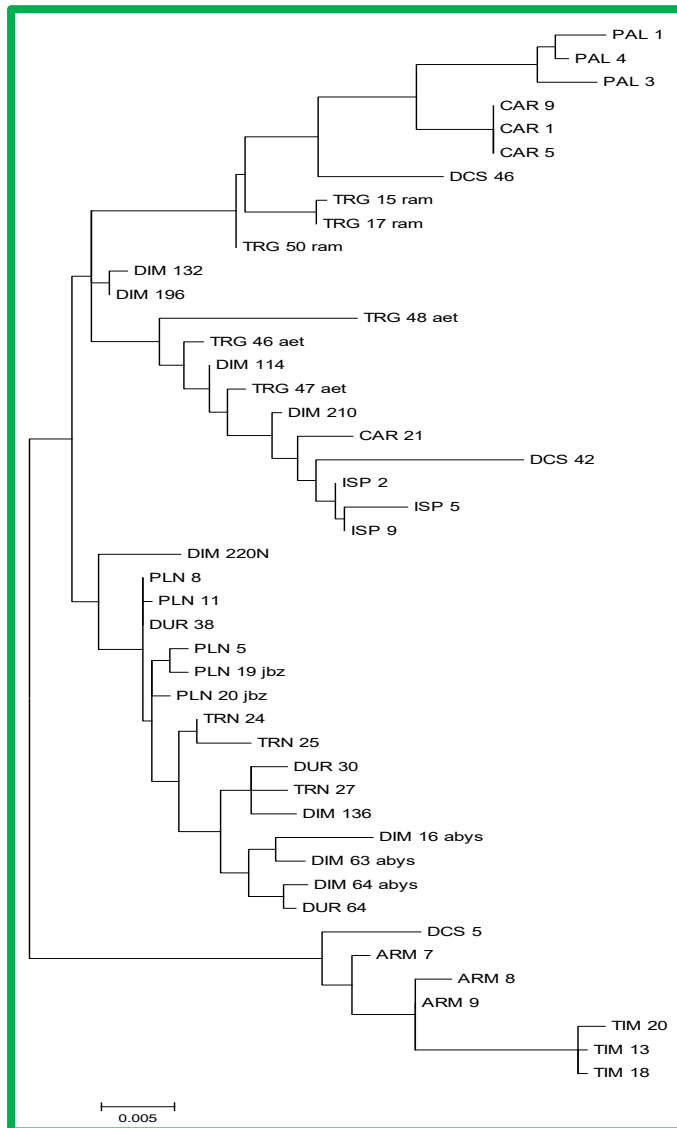 PAL 1
PAL 4
PAL 3
CAR 9
CAR 1
CAR 5
DCS 46
TRG 15 ram
TRG 17 ram
TRG 50 ram
DIM 132
DIM 196
TRG 48 aet
TRG 46 aet
DIM 114
TRG 47 aet
DIM 210
CAR 21
DCS 42
ISP 2
ISP 5
ISP 9
DIM 220N
PLN 8
PLN 11
DUR 38
PLN 5
PLN 19 jbz
PLN 20 jbz
TRN 24
TRN 25
DUR 30
TRN 27
DIM 136
DIM 16 abys
DIM 63 abys
DIM 64 abys
DUR 64
DCS 5
ARM 7
ARM 8
ARM 9
TIM 20
TIM 13
TIM 18
0.005